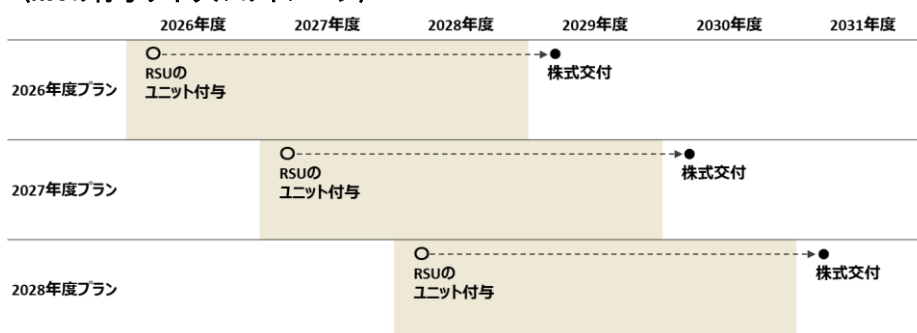 2026年度 2027年度 2028年度 2029年度 2030年度 2031年度
2026年度プラン
RSUの
ユニット付与
株式交付
2027年度プラン
RSUの
ユニット付与
株式交付
2028年度プラン
RSUの
ユニット付与
株式交付